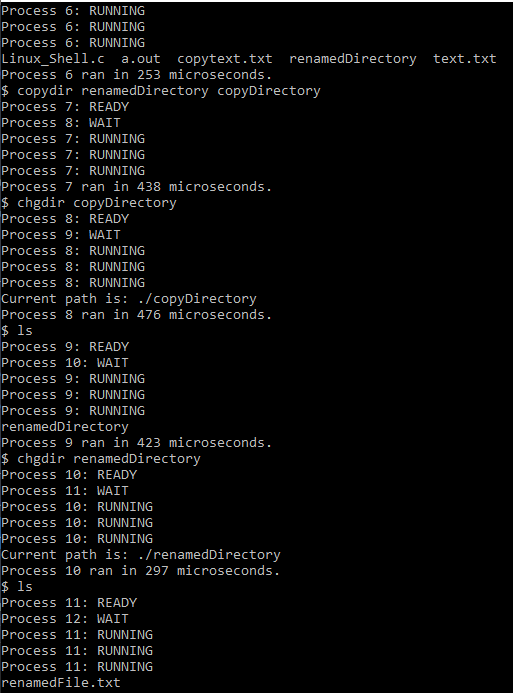 Process 6: RUNNING
Process 6: RUNNING
Process 6: RUNNING
Linux_Shell.c  a.out  copytext.txt  renamedDirectory  text.txt
Process 6 ran in 253 microseconds.
$ copydir renamedDirectory copyDirectory
Process 7: READY
Process 8: WAIT
Process 7: RUNNING
Process 7: RUNNING
Process 7: RUNNING
Process 7 ran in 438 microseconds.
$ chgdir copyDirectory
Process 8: READY
Process 9: WAIT
Process 8: RUNNING
Process 8: RUNNING
Process 8: RUNNING
Current path is: ./copyDirectory
Process 8 ran in 476 microseconds.
$ ls
Process 9: READY
Process 10: WAIT
Process 9: RUNNING
Process 9: RUNNING
Process 9: RUNNING
renamedDirectory
Process 9 ran in 423 microseconds.
$ chgdir renamedDirectory
Process 10: READY
Process 11: WAIT
Process 10: RUNNING
Process 10: RUNNING
Process 10: RUNNING
Current path is: ./renamedDirectory
Process 10 ran in 297 microseconds.
$ ls
Process 11: READY
Process 12: WAIT
Process 11: RUNNING
Process 11: RUNNING
Process 11: RUNNING
renamedFile.txt